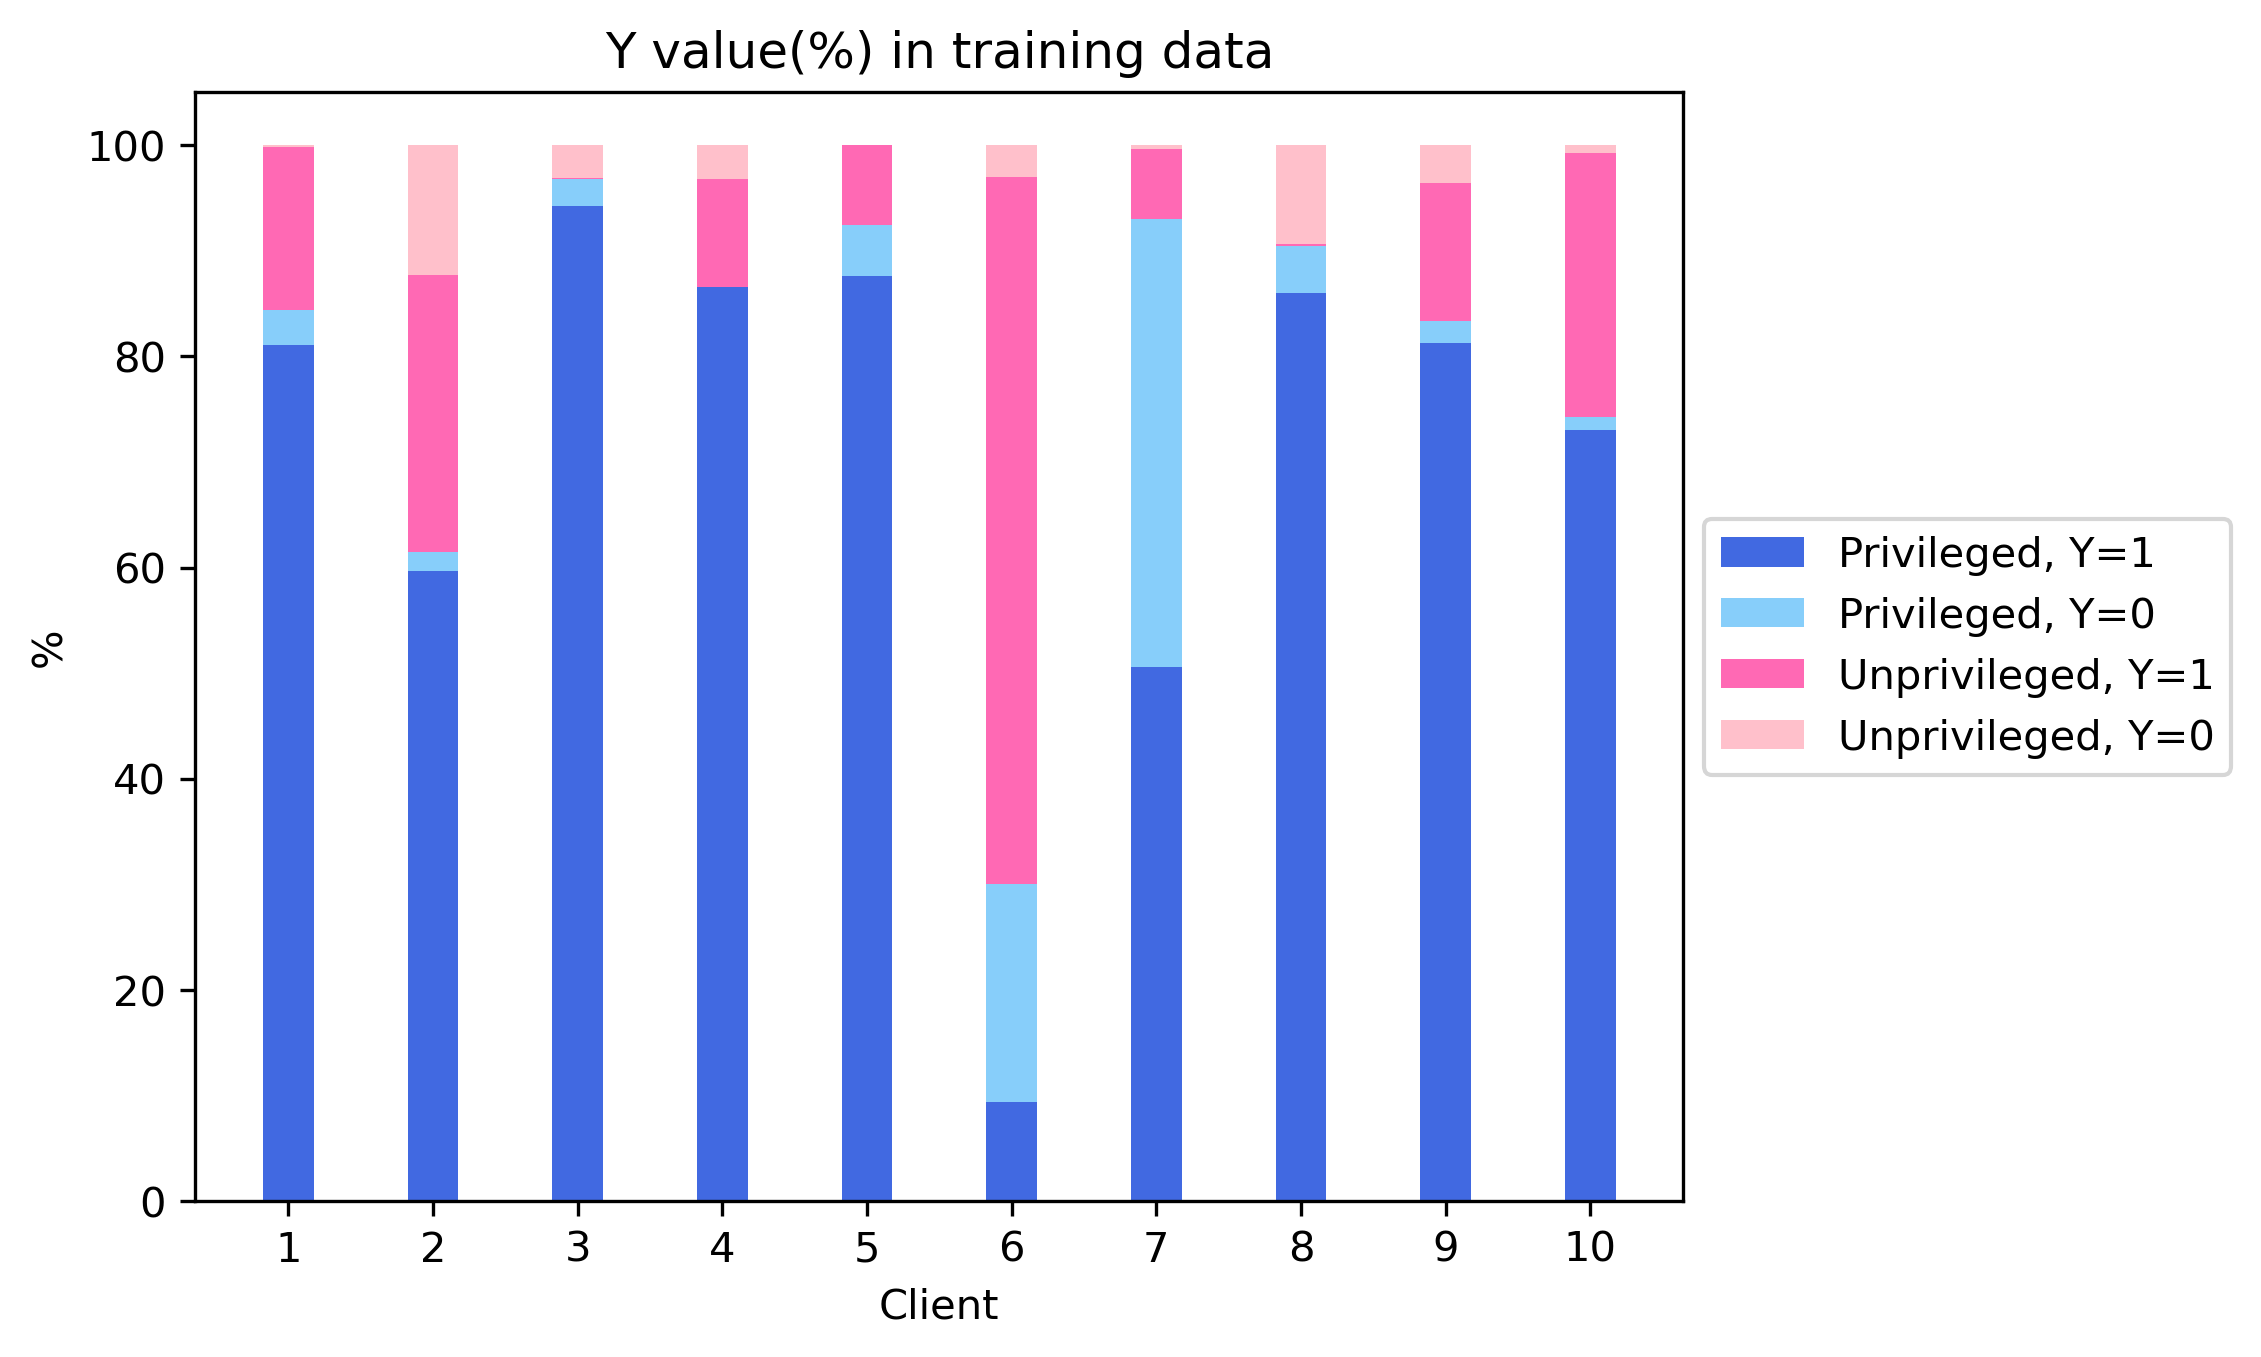 Y value(%) in training data
100
80
60
40
20
0
%
1 2 3 4 5 6 7 8 9 10
Client
Privileged, Y=1
Privileged, Y=0
Unprivileged, Y=1
Unprivileged, Y=0